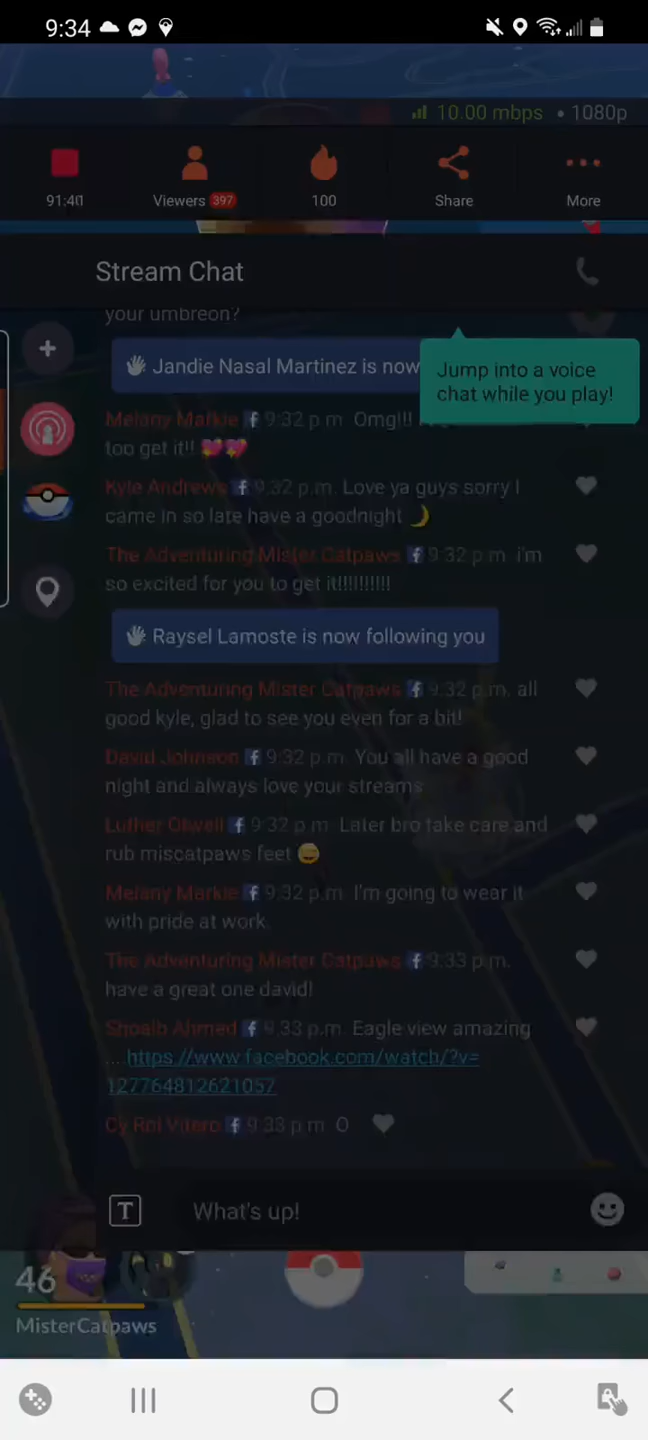 9:34
10.00 mbps • 1080p
91:40
Viewers 397
100
Share
More
Stream Chat
your umbreon?
Jandie Nasal Martinez is now
Jump into a voice
chat while you play!
Melany Markie 9:32 p.m. Omg!!!
too get it!! 💖💖
Kyle Andrews 9:32 p.m. Love ya guys sorry I
came in so late have a goodnight 🌙
The Adventuring Mister Catpaws 9:32 p.m. i'm
so excited for you to get it!!!!!!!!!!!
Raysel Lamoste is now following you
The Adventuring Mister Catpaws 9:32 p.m. all
good kyle, glad to see you even for a bit!
David Johnson 9:32 p.m. You all have a good
night and always love your streams
Luther Olwell 9:32 p.m. Later bro take care and
rub miscatpaws feet 😄
Melany Markie 9:32 p.m. I'm going to wear it
with pride at work.
The Adventuring Mister Catpaws 9:33 p.m.
have a great one david!
Shoaib Ahmed 9:33 p.m. Eagle view amazing
... https://www.facebook.com/watch/?v=
127764812621057
Cy Rol Vitero 9:33 p.m. O
T
What's up!
46
MisterCatpaws